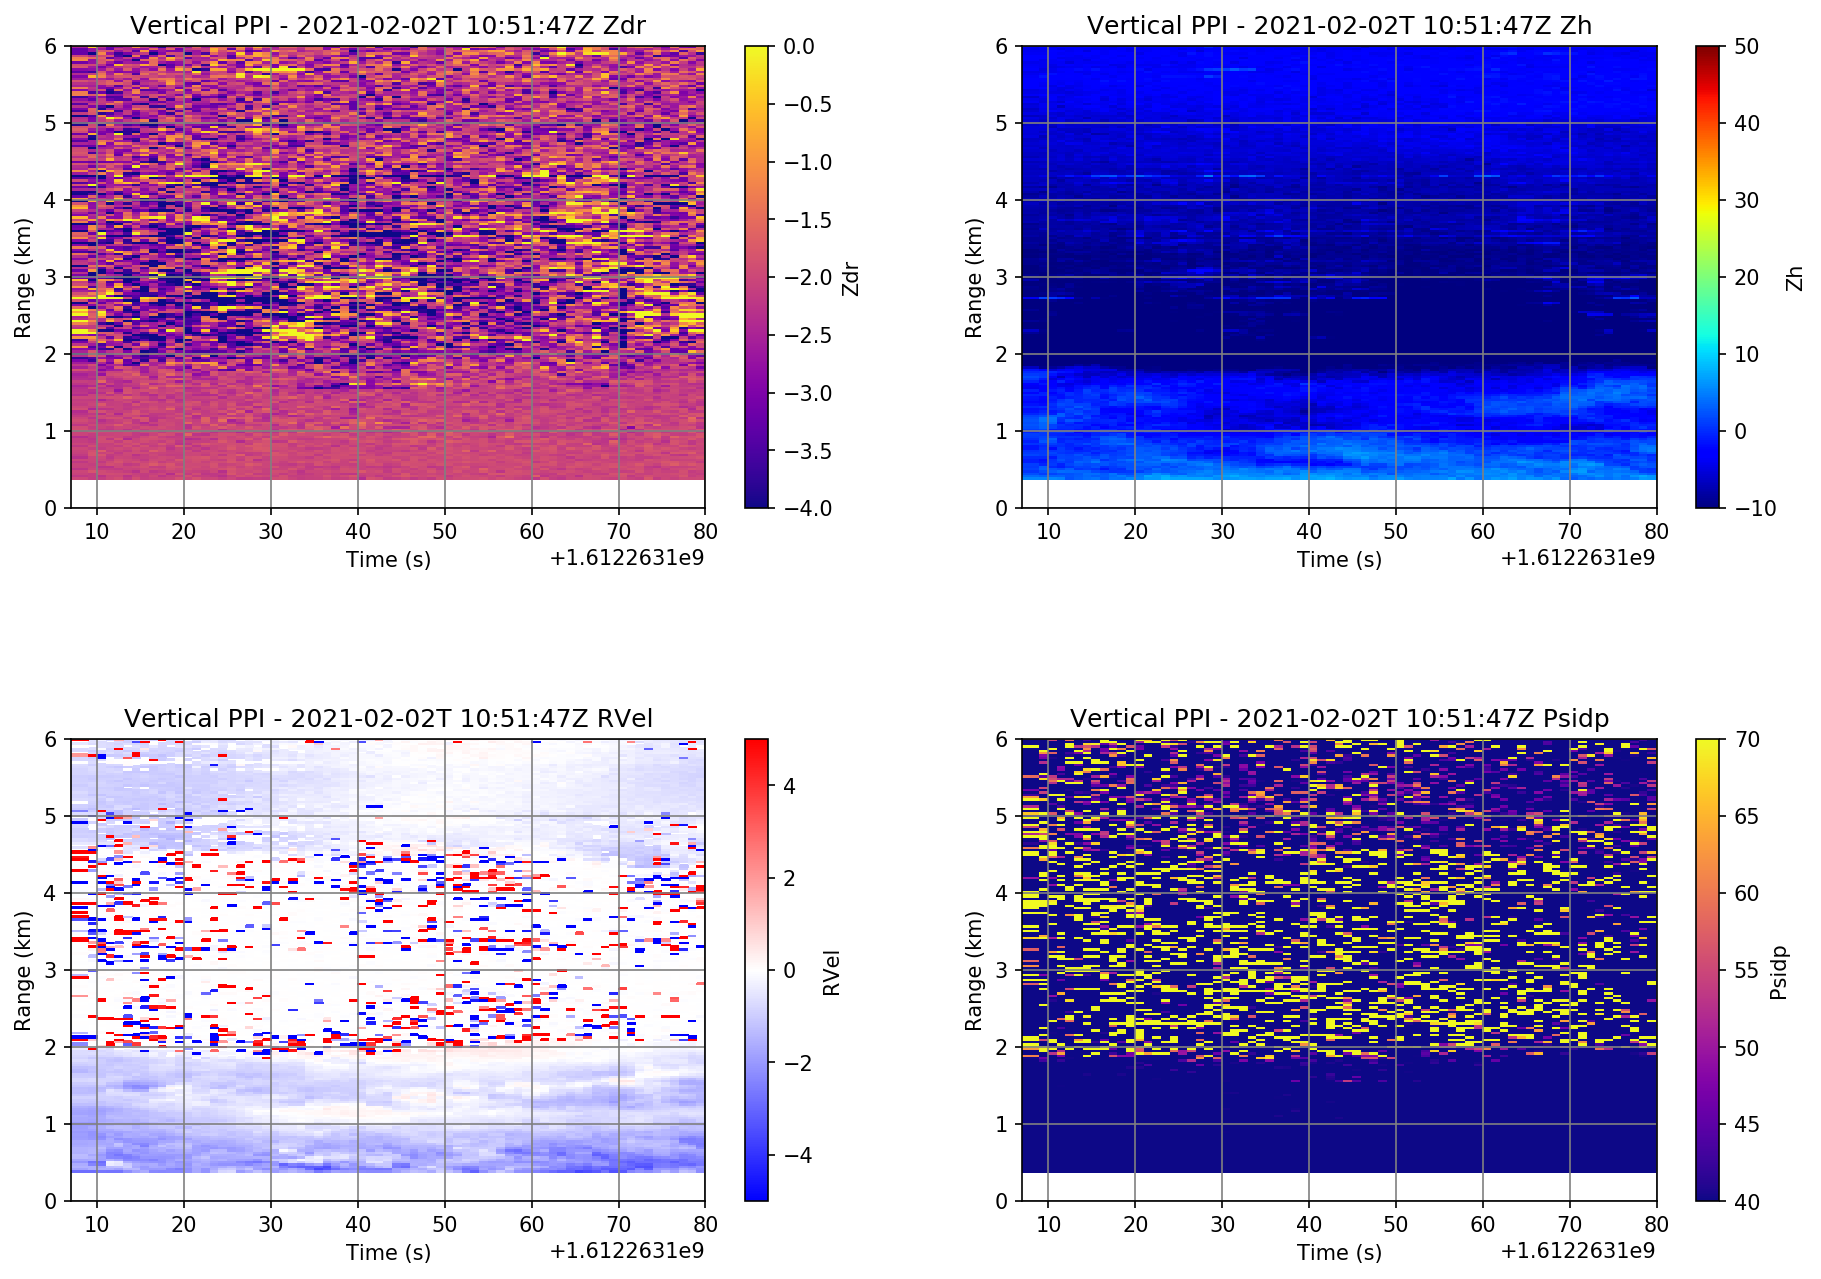 Vertical PPI - 2021-02-02T 10:51:47Z Zdr
6
5
4
3
2
1
0
Range (km)
10 20 30 40 50 60 70 80
Time (s)
+1.6122631e9
0.0
−0.5
−1.0
−1.5
−2.0
−2.5
−3.0
−3.5
−4.0
Zdr
Vertical PPI - 2021-02-02T 10:51:47Z Zh
6
5
4
3
2
1
0
Range (km)
10 20 30 40 50 60 70 80
Time (s)
+1.6122631e9
50
40
30
20
10
0
−10
Zh
Vertical PPI - 2021-02-02T 10:51:47Z RVel
6
5
4
3
2
1
0
Range (km)
10 20 30 40 50 60 70 80
Time (s)
+1.6122631e9
4
2
0
−2
−4
RVel
Vertical PPI - 2021-02-02T 10:51:47Z Psidp
6
5
4
3
2
1
0
Range (km)
10 20 30 40 50 60 70 80
Time (s)
+1.6122631e9
70
65
60
55
50
45
40
Psidp